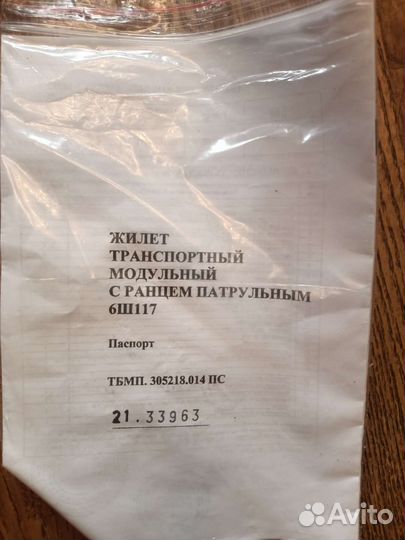 ЖИЛЕТ
ТРАНСПОРТНЫЙ
МОДУЛЬНЫЙ
С РАНЦЕМ ПАТРУЛЬНЫМ
6Ш117
Паспорт
ТБМП. 305218.014 ПС
21.33963
Avito